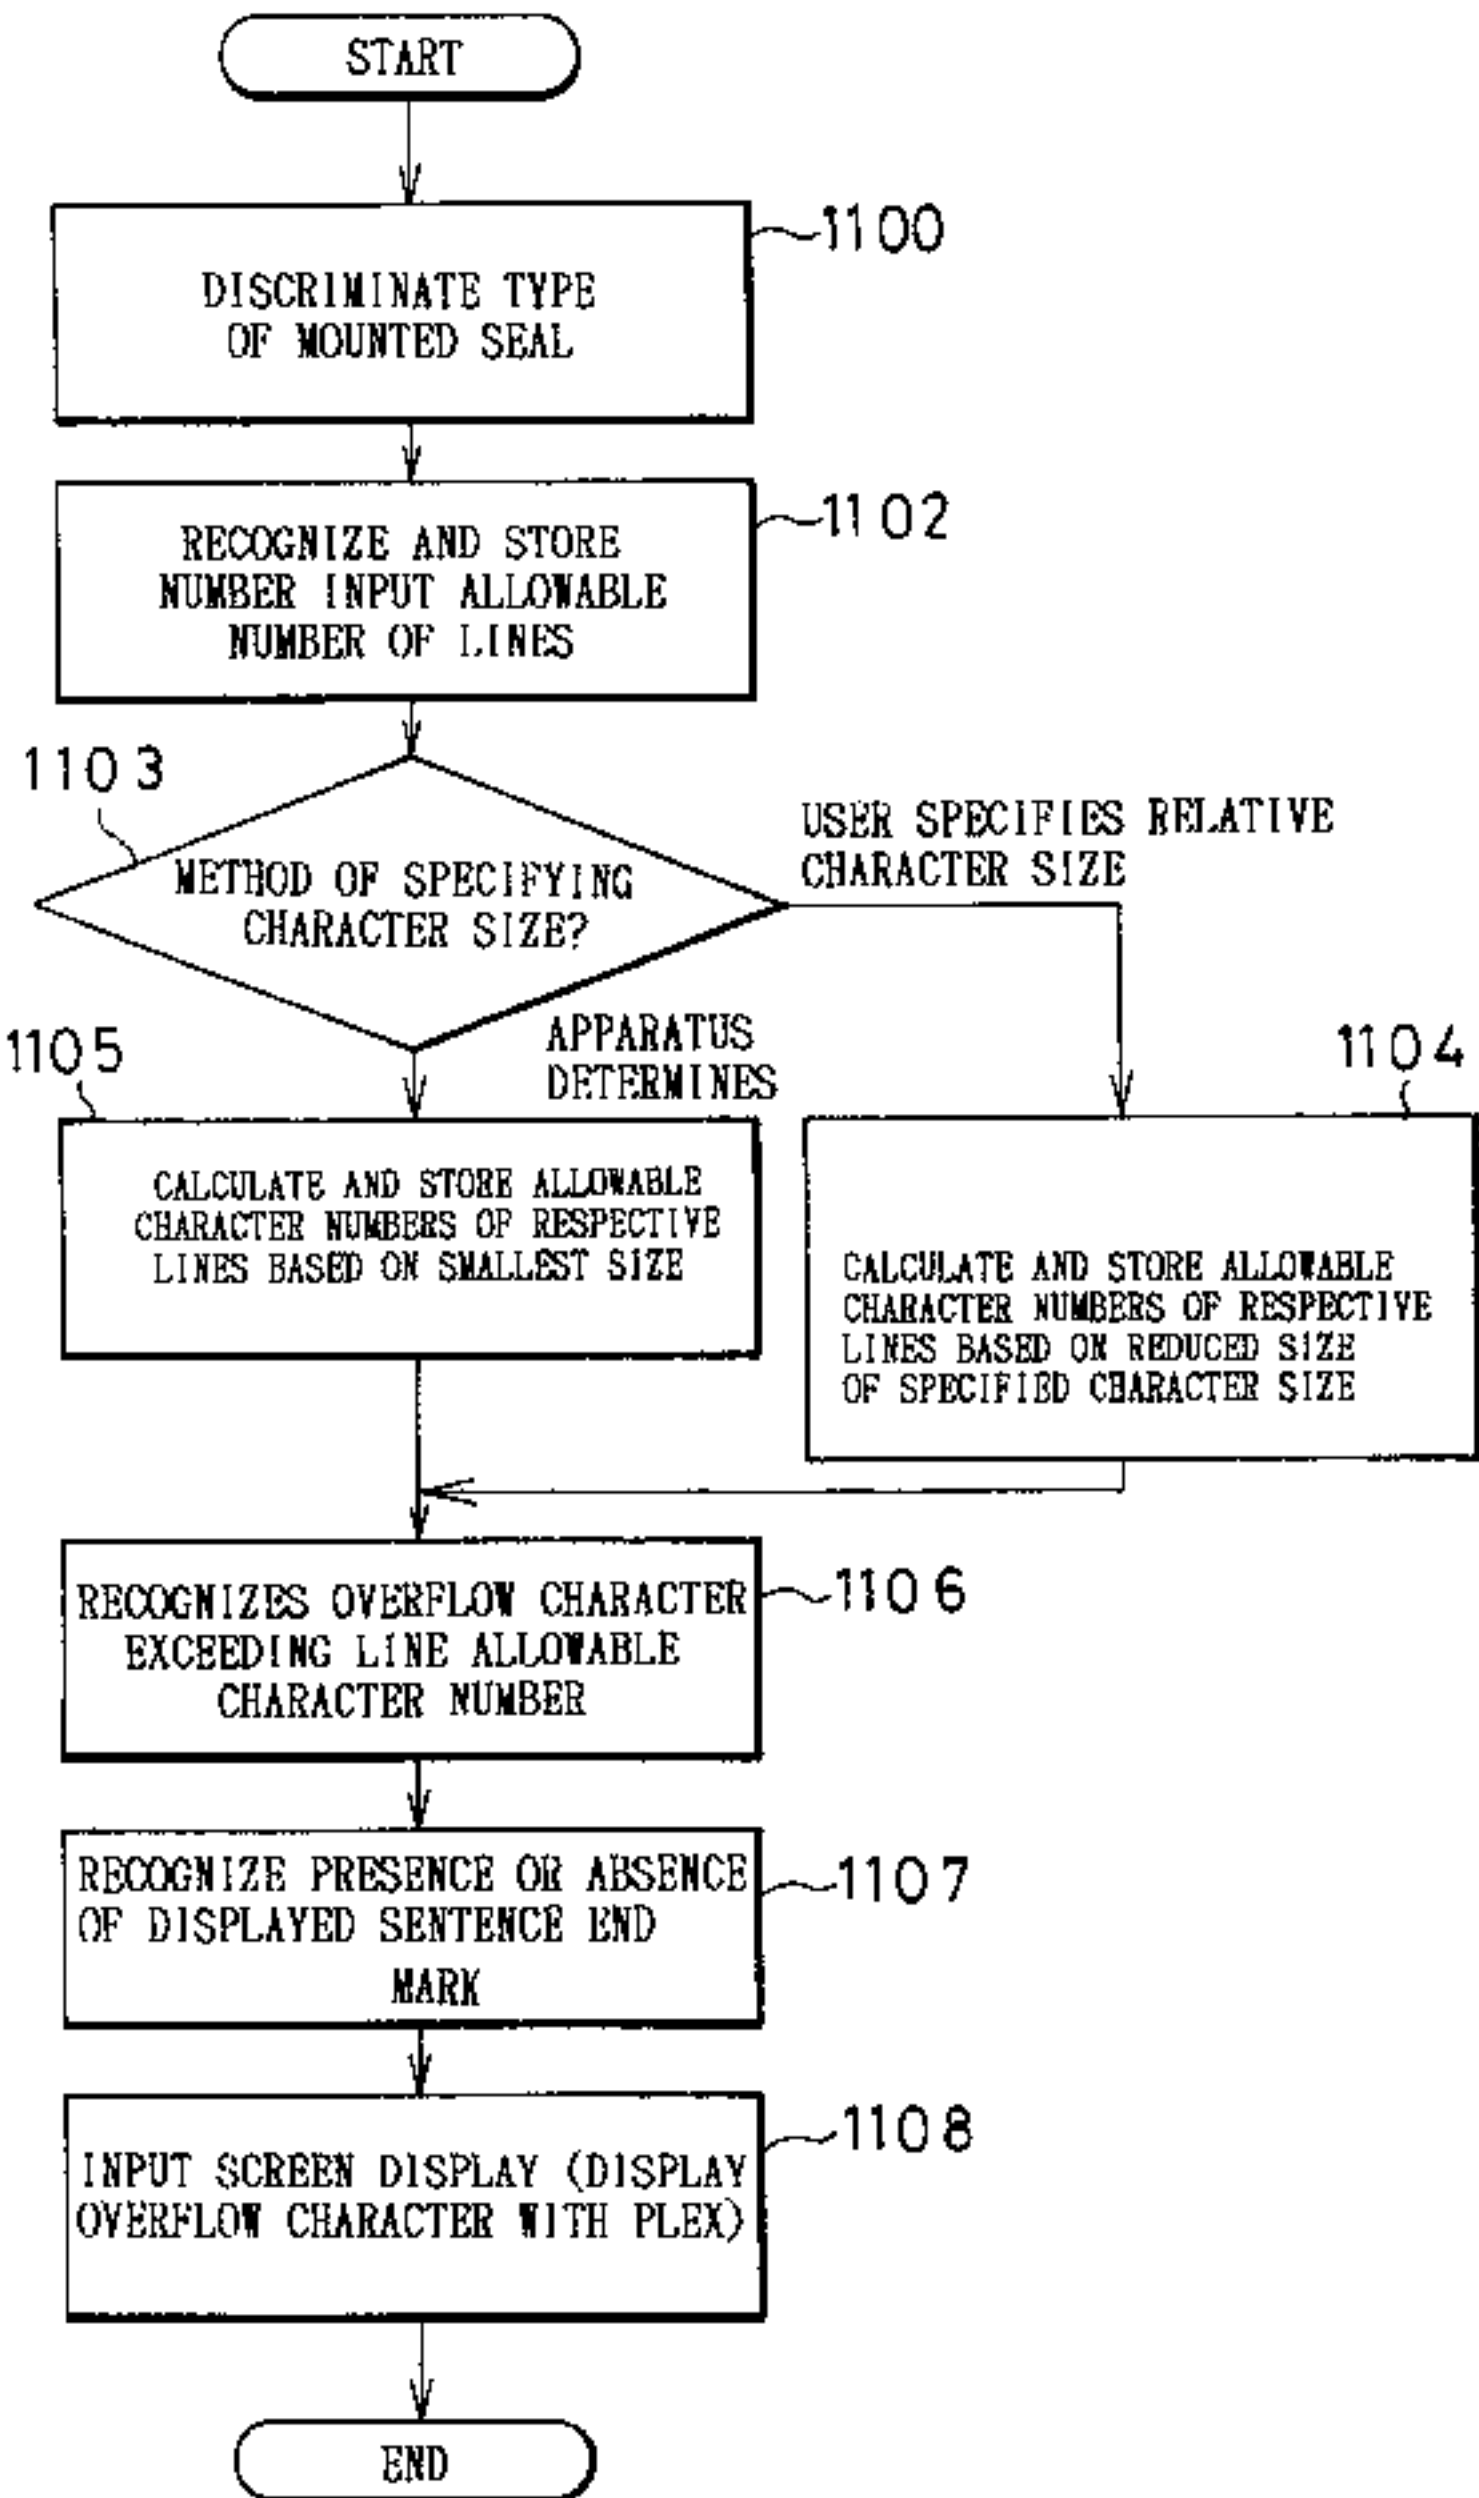 START
1100
DISCRIMINATE TYPE
OF MOUNTED SEAL
1102
RECOGNIZE AND STORE
NUMBER INPUT ALLOWABLE
NUMBER OF LINES
1103
METHOD OF SPECIFYING
CHARACTER SIZE?
USER SPECIFIES RELATIVE
CHARACTER SIZE
APPARATUS
DETERMINES
1105
CALCULATE AND STORE ALLOWABLE
CHARACTER NUMBERS OF RESPECTIVE
LINES BASED ON SMALLEST SIZE
1104
CALCULATE AND STORE ALLOWABLE
CHARACTER NUMBERS OF RESPECTIVE
LINES BASED ON REDUCED SIZE
OF SPECIFIED CHARACTER SIZE
1106
RECOGNIZES OVERFLOW CHARACTER
EXCEEDING LINE ALLOWABLE
CHARACTER NUMBER
1107
RECOGNIZE PRESENCE OR ABSENCE
OF DISPLAYED SENTENCE END
MARK
1108
INPUT SCREEN DISPLAY (DISPLAY
OVERFLOW CHARACTER WITH PLEX)
END